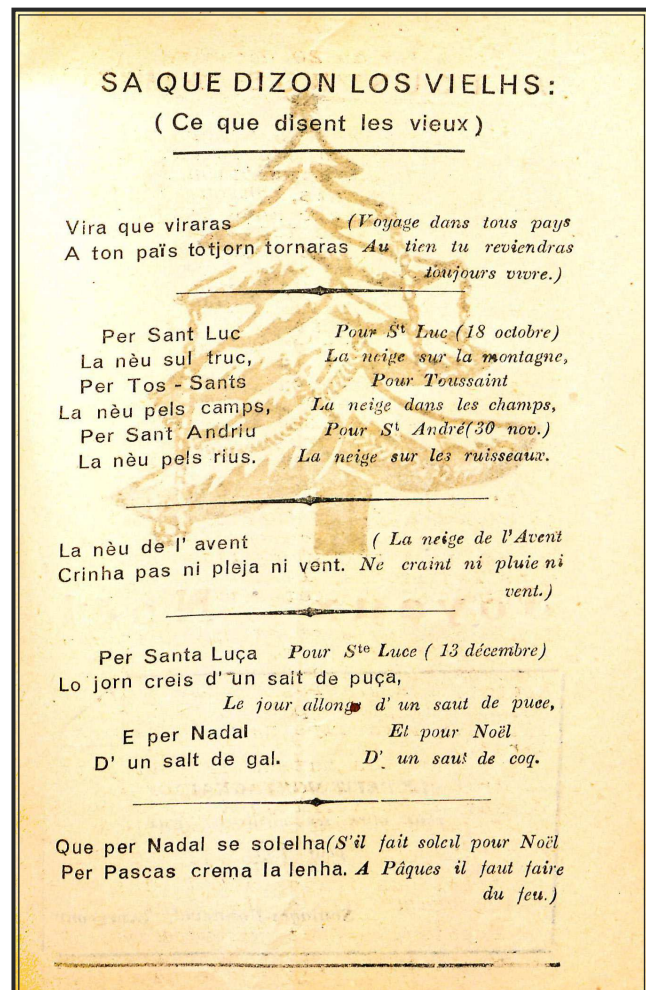 SA QUE DIZON LOS VIELHS:
(Ce que disent les vieux)
Vira que viraras (Voyage dans tous pays
A ton païs totjorn tornaras Au tien tu reviendras
toujours vivre.)
Per Sant Luc Pour St Luc (18 octobre)
La nèu sul truc, La neige sur la montagne,
Per Tos - Sants Pour Toussaint
La nèu pels camps, La neige dans les champs,
Per Sant Andriu Pour St André(30 nov.)
La nèu pels rius. La neige sur les ruisseaux.
La nèu de l' avent ( La neige de l'Avent
Crinha pas ni pleja ni vent. Ne craint ni pluie ni
vent.)
Per Santa Luça Pour Ste Luce ( 13 décembre)
Lo jorn creis d' un salt de puça,
Le jour allonge d' un saut de puce,
E per Nadal Et pour Noël
D' un salt de gal. D' un saut de coq.
Que per Nadal se solelha(S'il fait soleil pour Noël
Per Pascas crema la lenha. A Pâques il faut faire
du feu.)